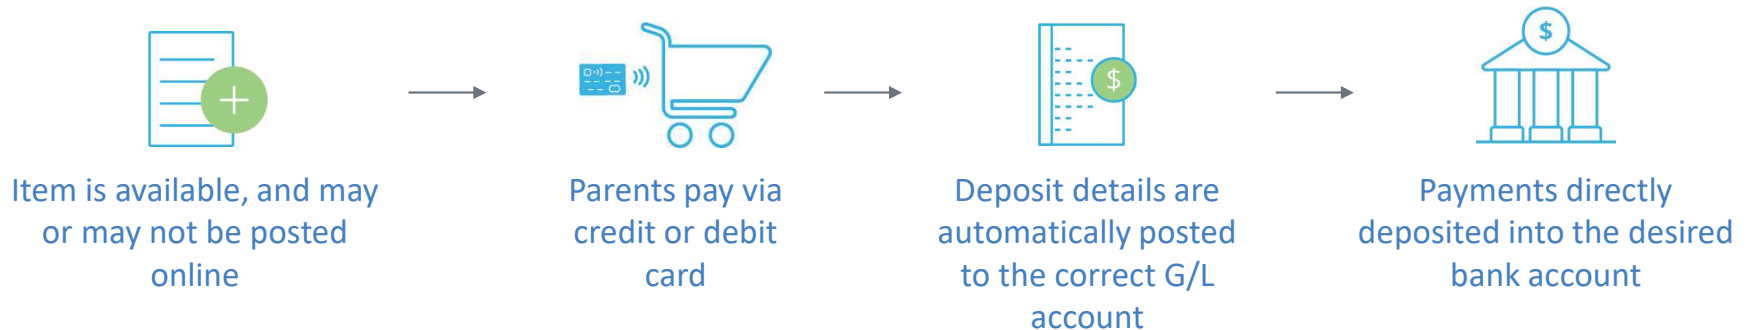 $
$
Item is available, and may
or may not be posted
online
Parents pay via
credit or debit
card
Deposit details are
automatically posted
to the correct G/L
account
Payments directly
deposited into the desired
bank account